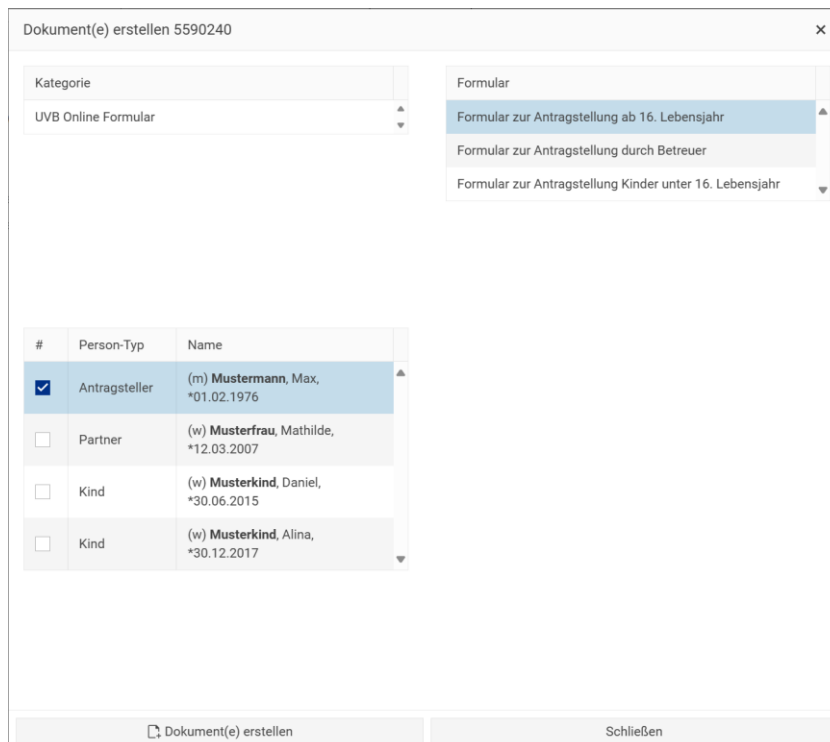 Dokument(e) erstellen 5590240
Kategorie
UVB Online Formular
Formular
Formular zur Antragstellung ab 16. Lebensjahr
Formular zur Antragstellung durch Betreuer
Formular zur Antragstellung Kinder unter 16. Lebensjahr
# Person-Typ Name
Antragsteller (m) Mustermann, Max,
*01.02.1976
Partner (w) Musterfrau, Mathilde,
*12.03.2007
Kind (w) Musterkind, Daniel,
*30.06.2015
Kind (w) Musterkind, Alina,
*30.12.2017
Dokument(e) erstellen
Schließen